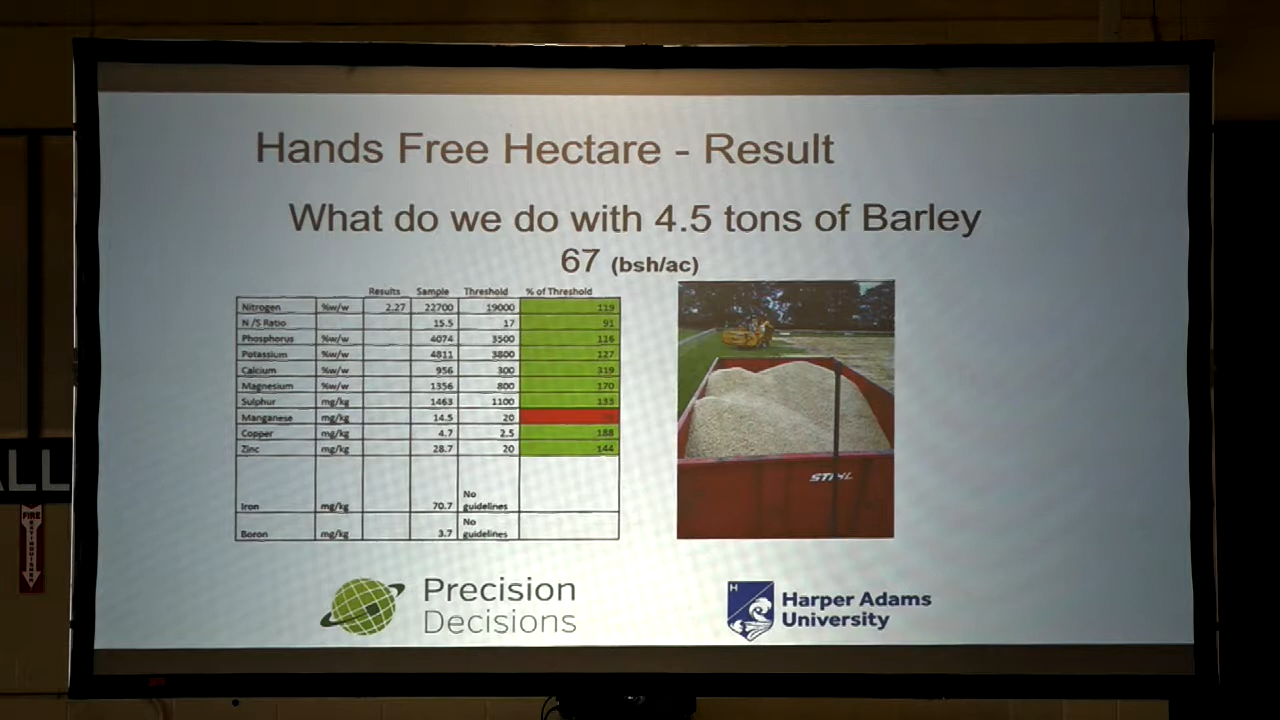 Hands Free Hectare - Result
What do we do with 4.5 tons of Barley
67 (bsh/ac)
Results Sample Threshold % of Threshold
Nitrogen %w/w 2.27 22700 19000 119
N /S Ratio 15.5 17 91
Phosphorus %w/w 4074 3500 116
Potassium %w/w 4811 3800 127
Calcium %w/w 956 300 319
Magnesium %w/w 1356 800 170
Sulphur mg/kg 1463 1100 133
Manganese mg/kg 14.5 20
Copper mg/kg 4.7 2.5 188
Zinc mg/kg 28.7 20 144
Iron mg/kg 70.7 No guidelines
Boron mg/kg 3.7 No guidelines
STIHL
Precision
Decisions
H
Harper Adams
University
ALL
FIRE
EXTINGUISHER